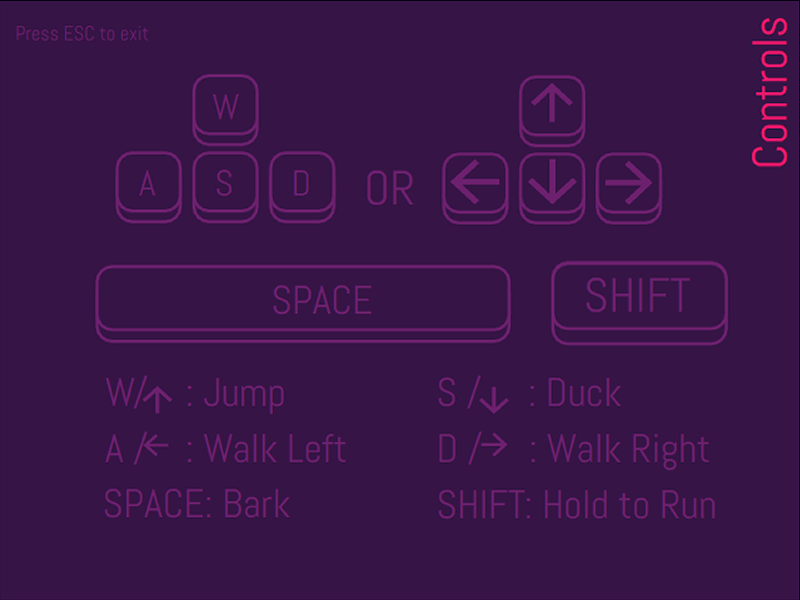 Press ESC to exit
Controls
W
A S D OR ← ↑ ↓ →
SPACE SHIFT
W/↑ : Jump
S /↓ : Duck
A /← : Walk Left
D /→ : Walk Right
SPACE: Bark
SHIFT: Hold to Run